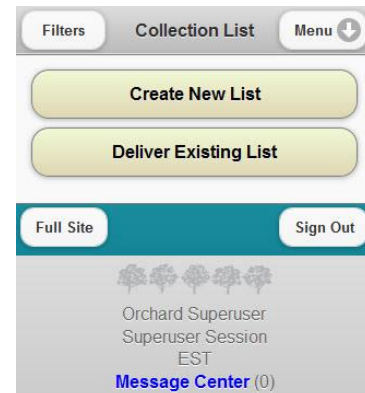 Filters Collection List Menu
Create New List
Deliver Existing List
Full Site Sign Out
Orchard Superuser
Superuser Session
EST
Message Center (0)